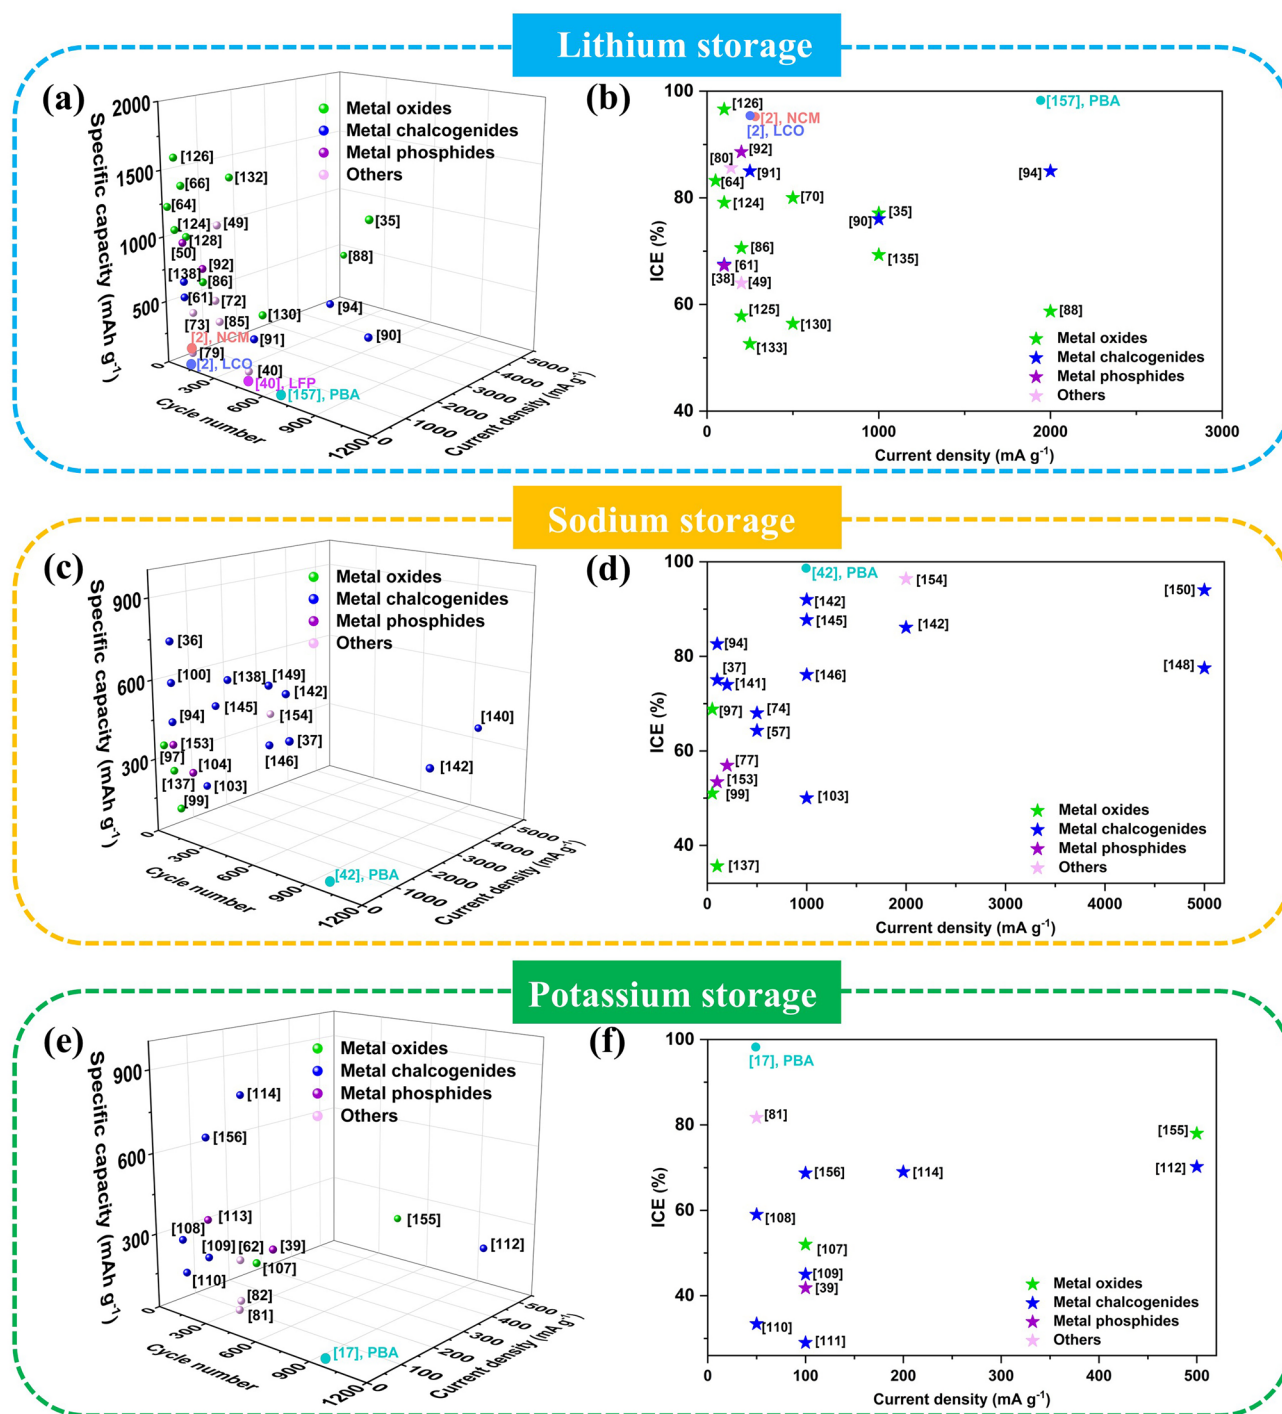 Lithium storage
(a)
Specific capacity (mAh g-1)
2000
1500
1000
500
0
Metal oxides
Metal chalcogenides
Metal phosphides
Others
[126]
[132]
[66]
[64]
[49]
[35]
[124]
[128]
[50]
[88]
[92]
[138]
[86]
[61]
[72]
[94]
[73]
[85]
[130]
[2], NCM
[91]
[90]
[79]
[2], LCO
[40]
[40], LFP
[157], PBA
300
600
900
1200
Cycle number
0
1000
2000
3000
4000
5000
Current density (mA g-1)
(b)
ICE (%)
100
80
60
40
[126]
[157], PBA
[2], NCM
[2], LCO
[92]
[80]
[91]
[94]
[64]
[124]
[70]
[35]
[90]
[86]
[135]
[61]
[38]
[49]
[125]
[130]
[88]
[133]
Metal oxides
Metal chalcogenides
Metal phosphides
Others
0
1000
2000
3000
Current density (mA g-1)
Sodium storage
(c)
Specific capacity (mAh g-1)
900
600
300
0
Metal oxides
Metal chalcogenides
Metal phosphides
Others
[36]
[100]
[138]
[149]
[142]
[145]
[94]
[154]
[140]
[153]
[37]
[97]
[104]
[146]
[142]
[137]
[103]
[99]
[42], PBA
300
600
900
1200
Cycle number
0
1000
2000
3000
4000
5000
Current density (mA g-1)
(d)
ICE (%)
100
80
60
40
[42], PBA
[154]
[150]
[142]
[145]
[142]
[94]
[148]
[37]
[141]
[146]
[97]
[74]
[57]
[77]
[153]
[99]
[103]
[137]
Metal oxides
Metal chalcogenides
Metal phosphides
Others
0
1000
2000
3000
4000
5000
Current density (mA g-1)
Potassium storage
(e)
Specific capacity (mAh g-1)
900
600
300
0
Metal oxides
Metal chalcogenides
Metal phosphides
Others
[114]
[156]
[113]
[155]
[108]
[109]
[62]
[39]
[112]
[110]
[107]
[82]
[81]
[17], PBA
300
600
900
1200
Cycle number
0
100
200
300
400
500
Current density (mA g-1)
(f)
ICE (%)
100
80
60
40
[17], PBA
[81]
[155]
[156]
[114]
[112]
[108]
[107]
[109]
[39]
[110]
[111]
Metal oxides
Metal chalcogenides
Metal phosphides
Others
0
100
200
300
400
500
Current density (mA g-1)